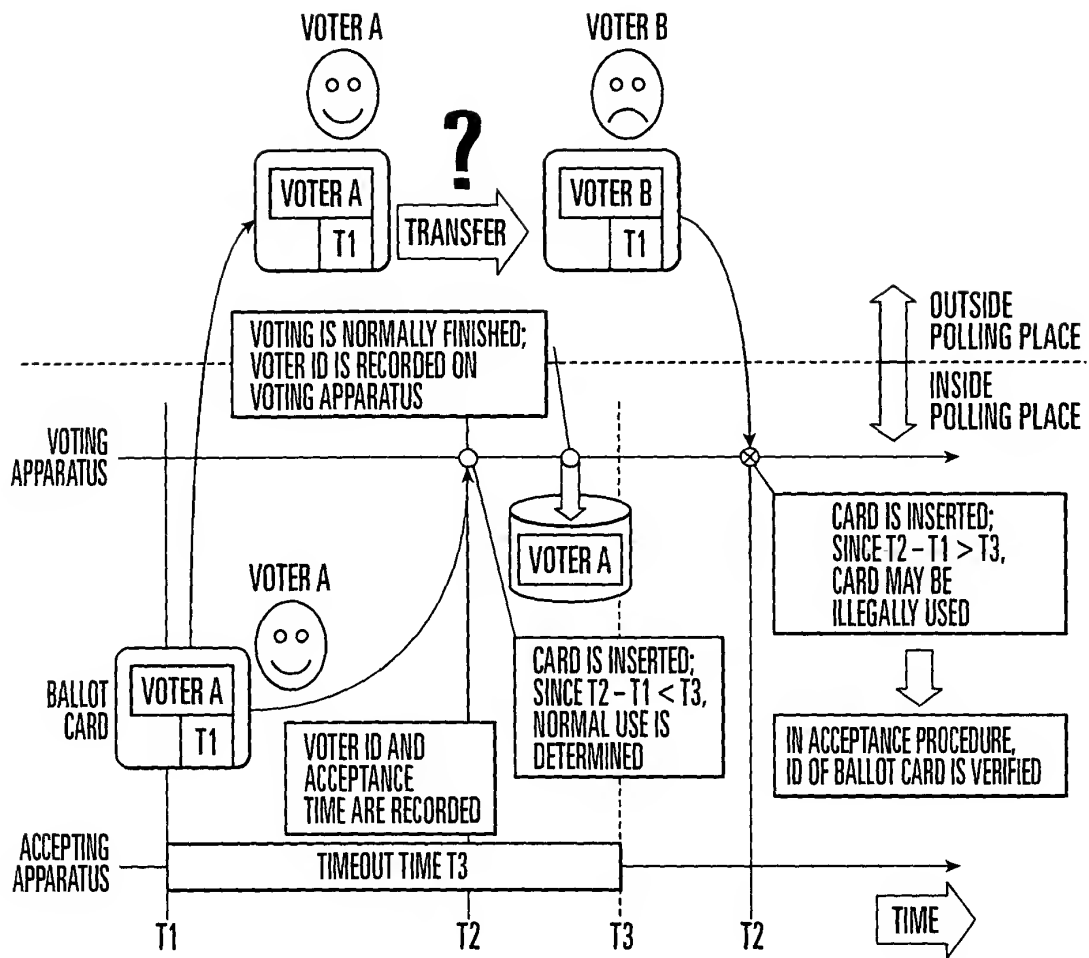 VOTER A
VOTER B
?
VOTER A
T1
TRANSFER
VOTER B
T1
VOTING IS NORMALLY FINISHED;
VOTER ID IS RECORDED ON
VOTING APPARATUS
OUTSIDE
POLLING PLACE
INSIDE
POLLING PLACE
VOTING
APPARATUS
VOTER A
VOTER A
CARD IS INSERTED;
SINCE T2 – T1 > T3,
CARD MAY BE
ILLEGALLY USED
BALLOT
CARD
VOTER A
T1
CARD IS INSERTED;
SINCE T2 – T1 < T3,
NORMAL USE IS
DETERMINED
VOTER ID AND
ACCEPTANCE
TIME ARE RECORDED
IN ACCEPTANCE PROCEDURE,
ID OF BALLOT CARD IS VERIFIED
ACCEPTING
APPARATUS
TIMEOUT TIME T3
T1
T2
T3
T2
TIME